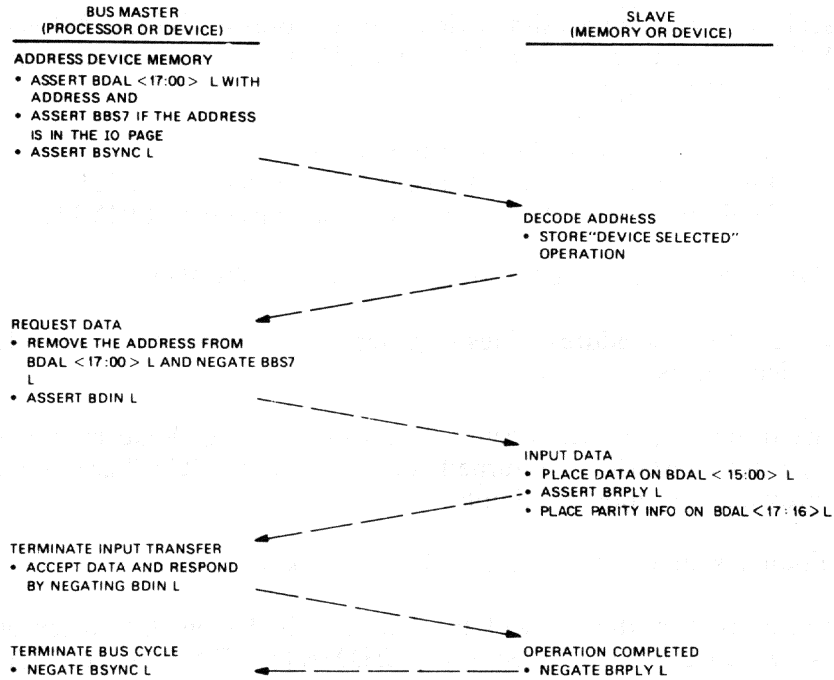 BUS MASTER
(PROCESSOR OR DEVICE)
SLAVE
(MEMORY OR DEVICE)
ADDRESS DEVICE MEMORY
• ASSERT BDAL <17:00> L WITH
ADDRESS AND
• ASSERT BBS7 IF THE ADDRESS
IS IN THE IO PAGE
• ASSERT BSYNC L
DECODE ADDRESS
• STORE "DEVICE SELECTED"
OPERATION
REQUEST DATA
• REMOVE THE ADDRESS FROM
BDAL <17:00> L AND NEGATE BBS7
L
• ASSERT BDIN L
INPUT DATA
• PLACE DATA ON BDAL <15:00> L
• ASSERT BRPLY L
• PLACE PARITY INFO ON BDAL <17:16> L
TERMINATE INPUT TRANSFER
• ACCEPT DATA AND RESPOND
BY NEGATING BDIN L
OPERATION COMPLETED
• NEGATE BRPLY L
TERMINATE BUS CYCLE
• NEGATE BSYNC L